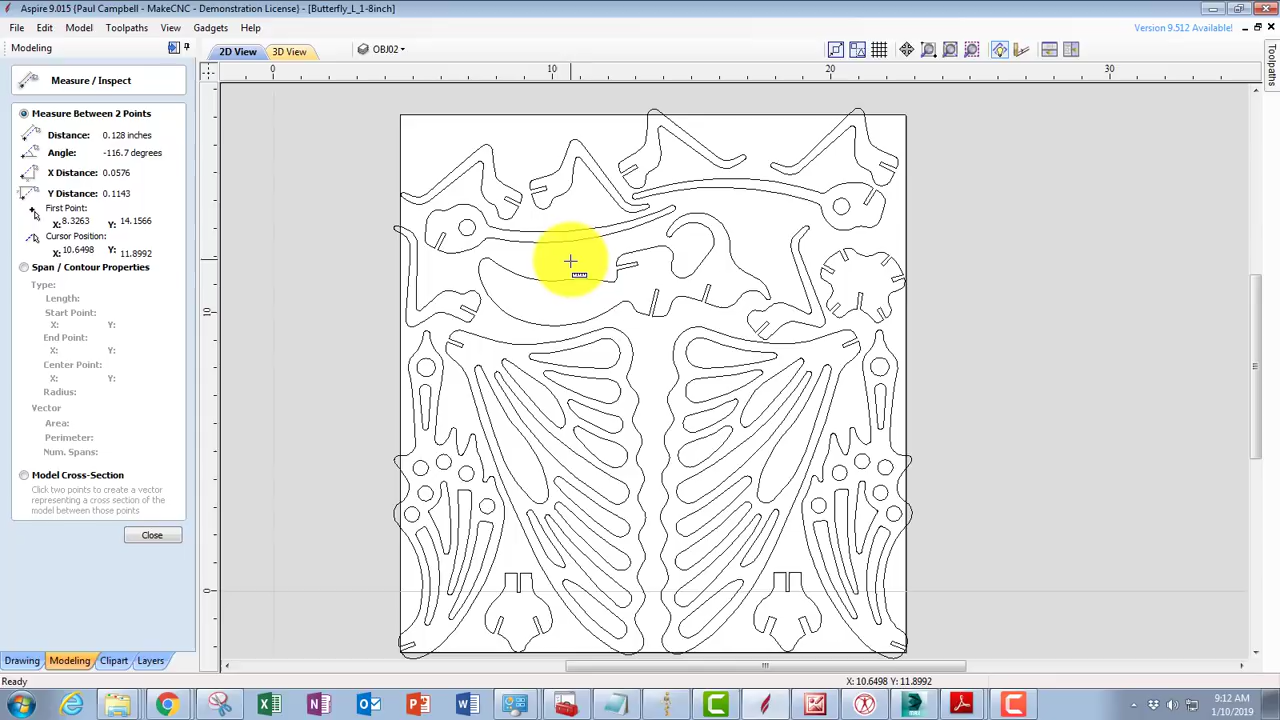 Aspire 9.015 {Paul Campbell - MakeCNC - Demonstration License} - [Butterfly_L_1-8inch]
File Edit Model Toolpaths View Gadgets Help Version 9.512 Available!
Modeling 2D View 3D View OBJ02
Toolpaths
0 10 20 30
Measure / Inspect
Measure Between 2 Points
Distance: 0.128 inches
Angle: -116.7 degrees
X Distance: 0.0576
Y Distance: 0.1143
First Point:
X: 8.3263 Y: 14.1566
Cursor Position:
X: 10.6498 Y: 11.8992
Span / Contour Properties
Type:
Length:
Start Point:
X: Y:
End Point:
X: Y:
Center Point:
X: Y:
Radius:
Vector
Area:
Perimeter:
Num. Spans:
Model Cross-Section
Click two points to create a vector
representing a cross section of the
model between those points
Close
10
0
Drawing Modeling Clipart Layers
Ready X: 10.6498 Y: 11.8992
9:12 AM
1/10/2019